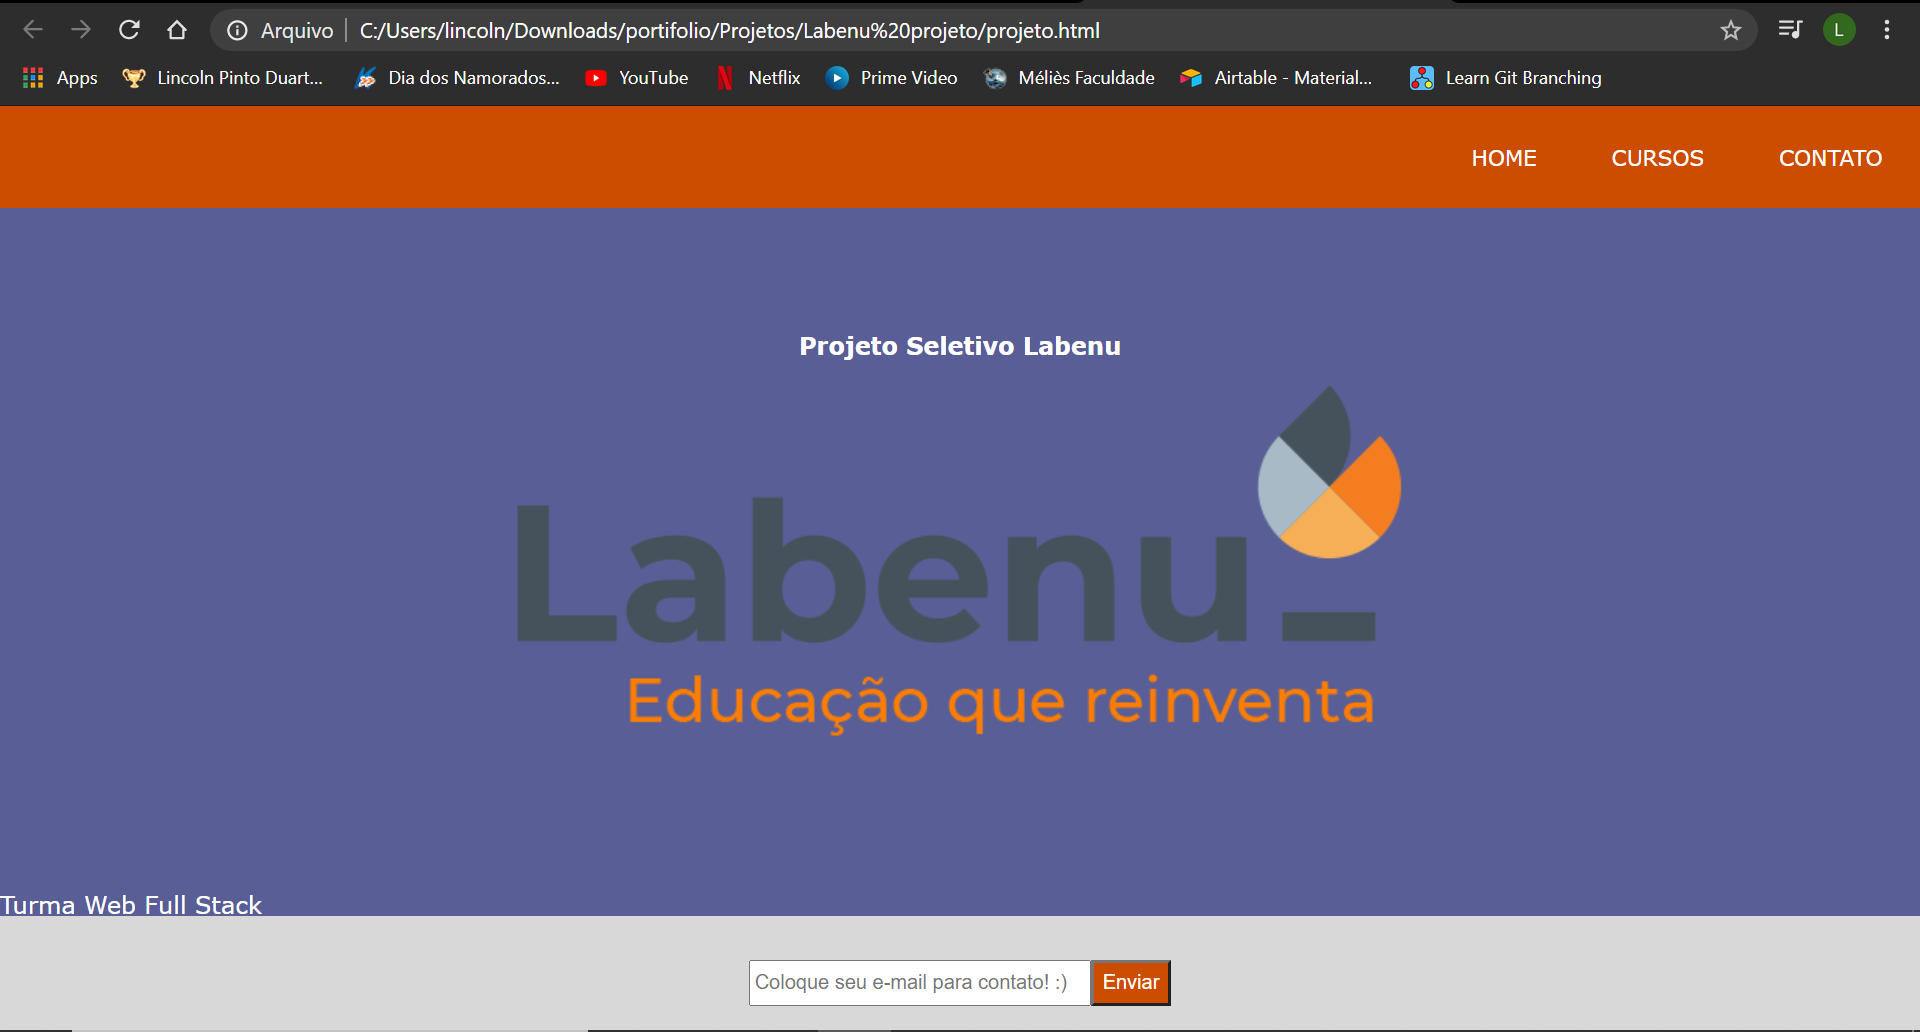 Arquivo C:/Users/lincoln/Downloads/portifolio/Projetos/Labenu%20projeto/projeto.html L
Apps Lincoln Pinto Duart... Dia dos Namorados... YouTube Netflix Prime Video Méliès Faculdade Airtable - Material... Learn Git Branching
HOME CURSOS CONTATO
Projeto Seletivo Labenu
Labenu_
Educação que reinventa
Turma Web Full Stack
Coloque seu e-mail para contato! :) Enviar